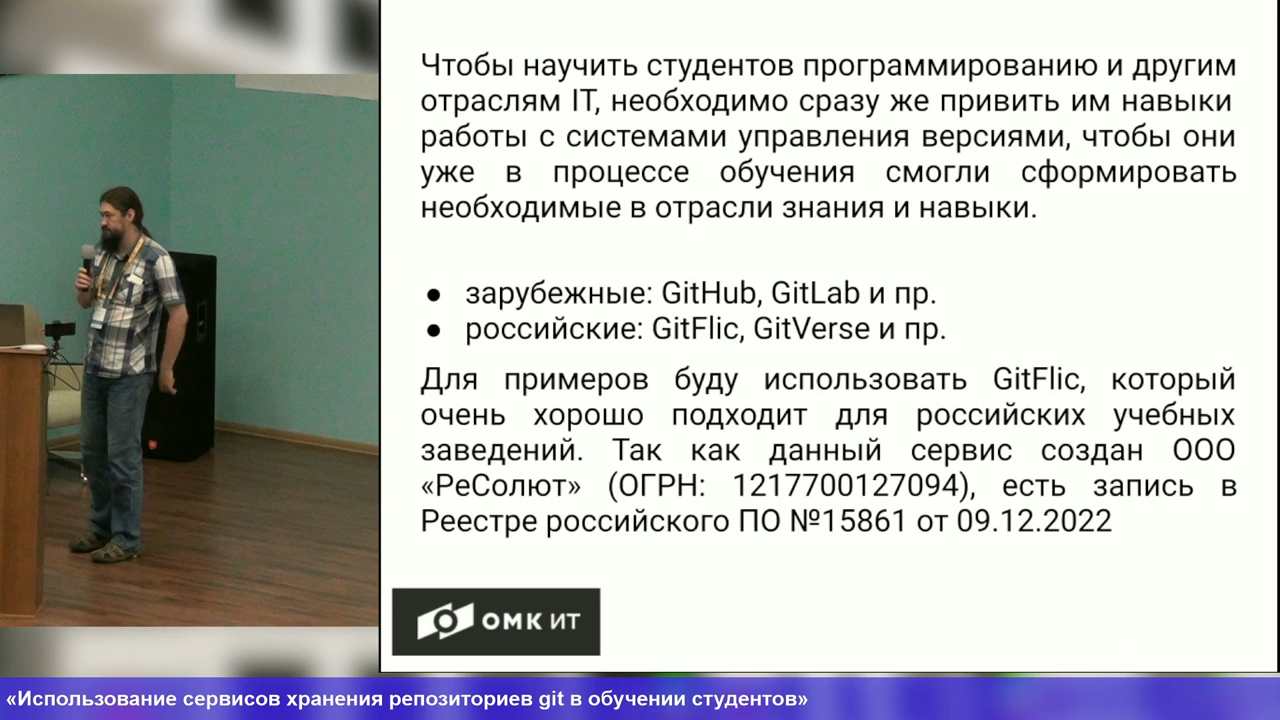 Чтобы научить студентов программированию и другим
отраслям IT, необходимо сразу же привить им навыки
работы с системами управления версиями, чтобы они
уже в процессе обучения смогли сформировать
необходимые в отрасли знания и навыки.
● зарубежные: GitHub, GitLab и пр.
● российские: GitFlic, GitVerse и пр.
Для примеров буду использовать GitFlic, который
очень хорошо подходит для российских учебных
заведений. Так как данный сервис создан ООО
«РеСолют» (ОГРН: 1217700127094), есть запись в
Реестре российского ПО №15861 от 09.12.2022
ОМК ИТ
«Использование сервисов хранения репозиториев git в обучении студентов»